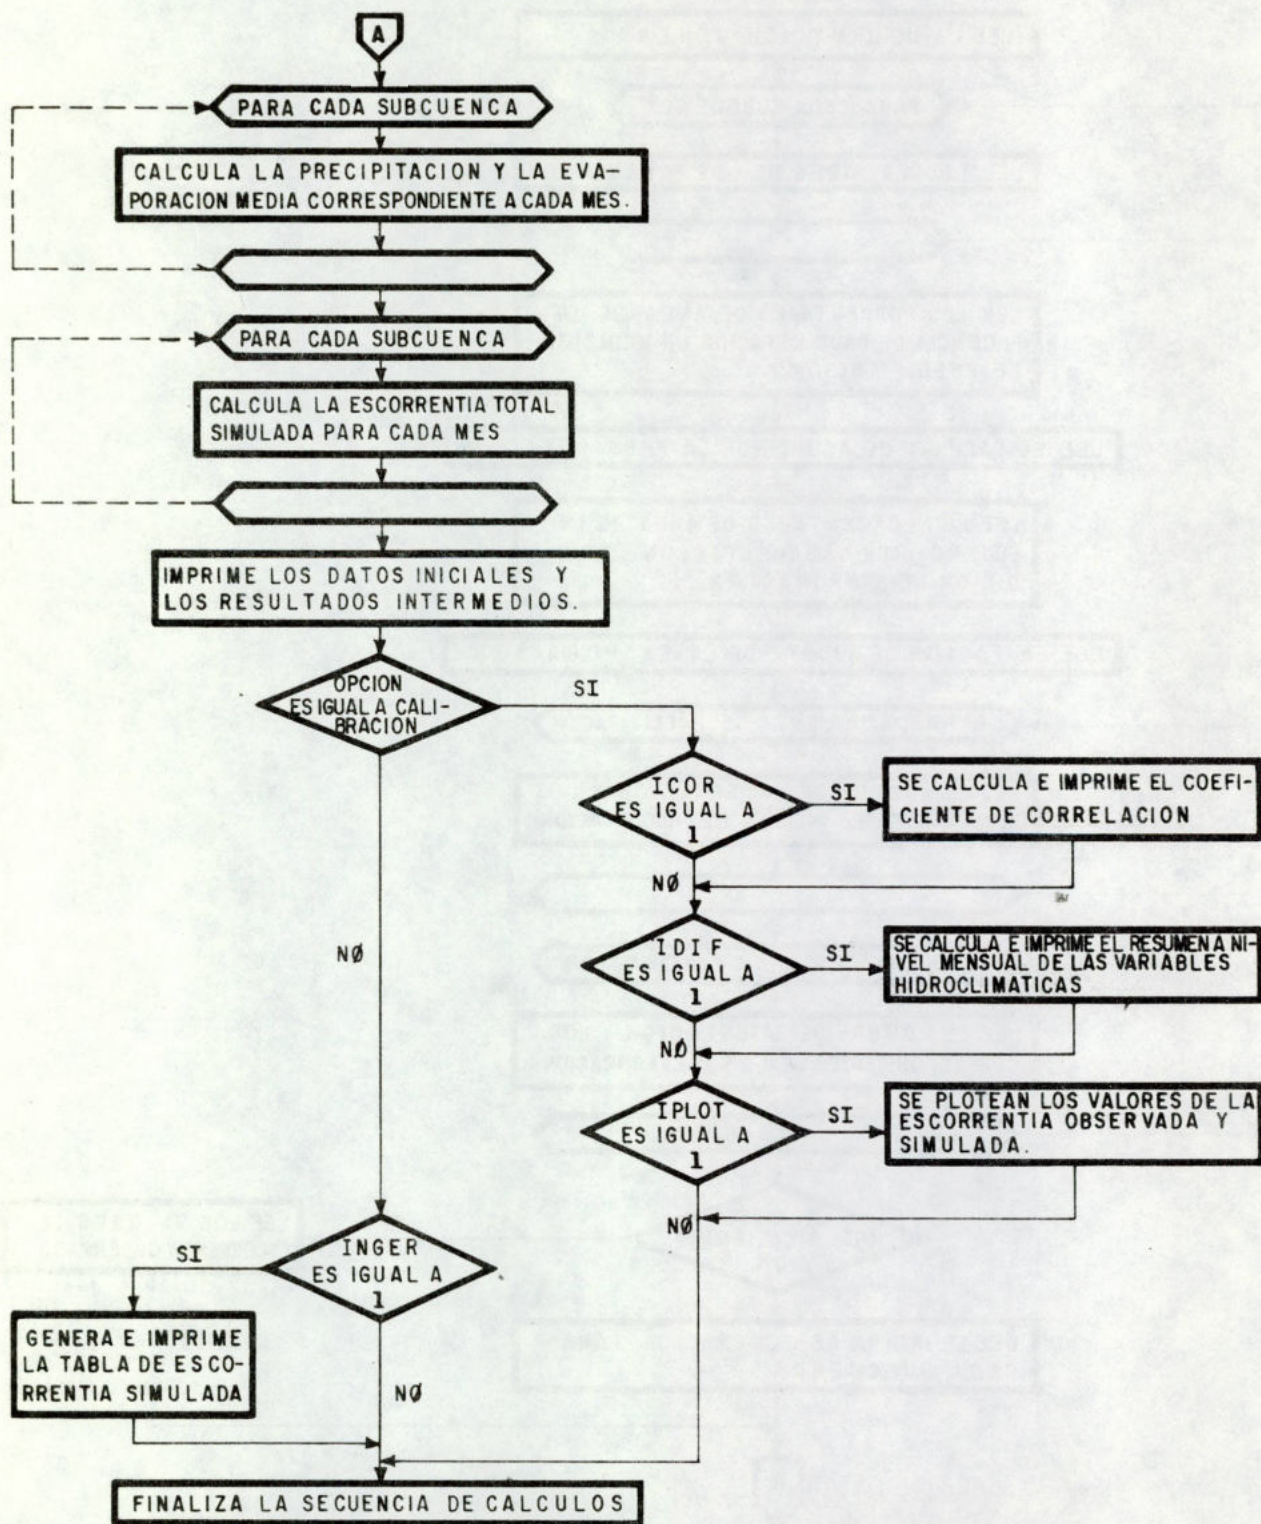 A
PARA CADA SUBCUENCA
CALCULA LA PRECIPITACION Y LA EVA-
PORACION MEDIA CORRESPONDIENTE A CADA MES.
PARA CADA SUBCUENCA
CALCULA LA ESCORRENTIA TOTAL
SIMULADA PARA CADA MES
IMPRIME LOS DATOS INICIALES Y
LOS RESULTADOS INTERMEDIOS.
OPCION
ES IGUAL A CALI-
BRACION
SI
ICOR
ES IGUAL A
1
SI
SE CALCULA E IMPRIME EL COEFI-
CIENTE DE CORRELACION
NØ
NØ
IDIF
ES IGUAL A
1
SI
SE CALCULA E IMPRIME EL RESUMEN A NI-
VEL MENSUAL DE LAS VARIABLES
HIDROCLIMATICAS
NØ
IPLOT
ES IGUAL A
1
SI
SE PLOTEAN LOS VALORES DE LA
ESCORRENTIA OBSERVADA Y
SIMULADA.
NØ
SI
INGER
ES IGUAL A
1
GENERA E IMPRIME
LA TABLA DE ESCO-
RRENTIA SIMULADA
NØ
FINALIZA LA SECUENCIA DE CALCULOS